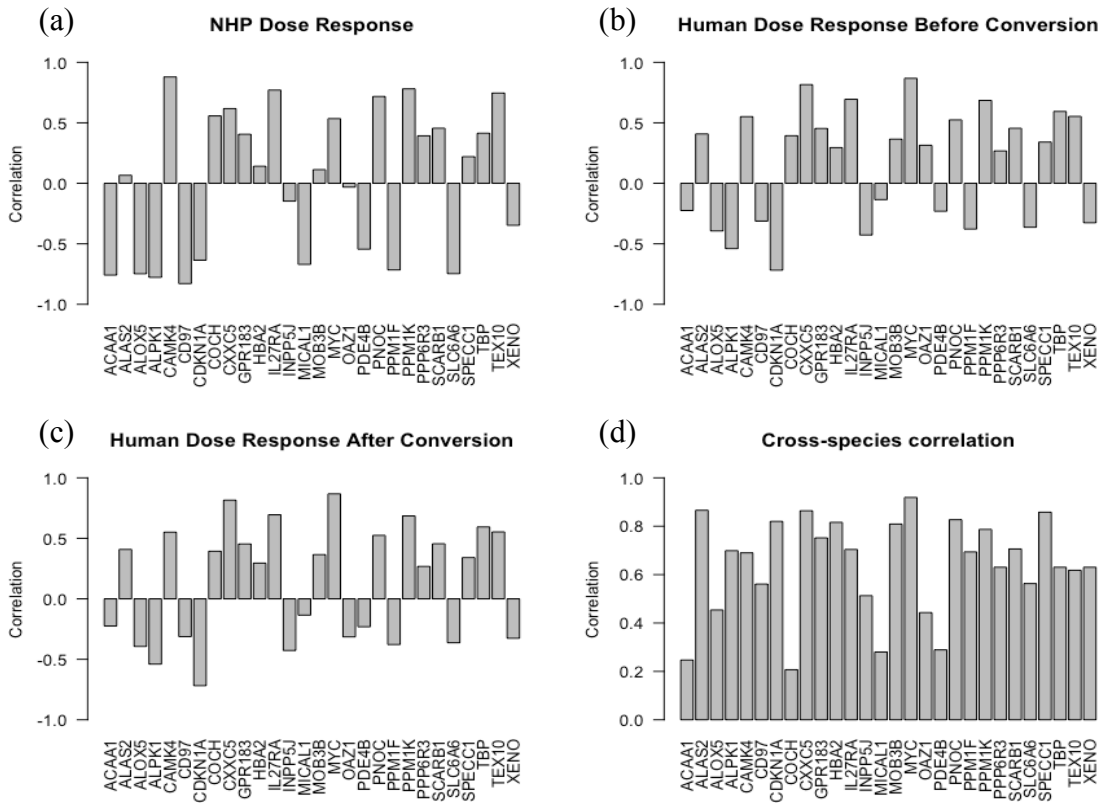 (a)
NHP Dose Response
Correlation
1.0
0.5
0.0
-0.5
-1.0
ACAA1
ALAS2
ALOX5
ALPK1
CAMK4
CD97
CDKN1A
COCH
CXXC5
GPR183
HBA2
IL27RA
INPP5J
MICAL1
MOB3B
MYC
OAZ1
PDE4B
PNOC
PPM1F
PPM1K
PPP6R3
SCARB1
SLC6A6
SPECC1
TBP
TEX10
XENO
(b)
Human Dose Response Before Conversion
Correlation
1.0
0.5
0.0
-0.5
-1.0
ACAA1
ALAS2
ALOX5
ALPK1
CAMK4
CD97
CDKN1A
COCH
CXXC5
GPR183
HBA2
IL27RA
INPP5J
MICAL1
MOB3B
MYC
OAZ1
PDE4B
PNOC
PPM1F
PPM1K
PPP6R3
SCARB1
SLC6A6
SPECC1
TBP
TEX10
XENO
(c)
Human Dose Response After Conversion
Correlation
1.0
0.5
0.0
-0.5
-1.0
ACAA1
ALAS2
ALOX5
ALPK1
CAMK4
CD97
CDKN1A
COCH
CXXC5
GPR183
HBA2
IL27RA
INPP5J
MICAL1
MOB3B
MYC
OAZ1
PDE4B
PNOC
PPM1F
PPM1K
PPP6R3
SCARB1
SLC6A6
SPECC1
TBP
TEX10
XENO
(d)
Cross-species correlation
Correlation
1.0
0.8
0.6
0.4
0.2
0.0
ACAA1
ALAS2
ALOX5
ALPK1
CAMK4
CD97
CDKN1A
COCH
CXXC5
GPR183
HBA2
IL27RA
INPP5J
MICAL1
MOB3B
MYC
OAZ1
PDE4B
PNOC
PPM1F
PPM1K
PPP6R3
SCARB1
SLC6A6
SPECC1
TBP
TEX10
XENO